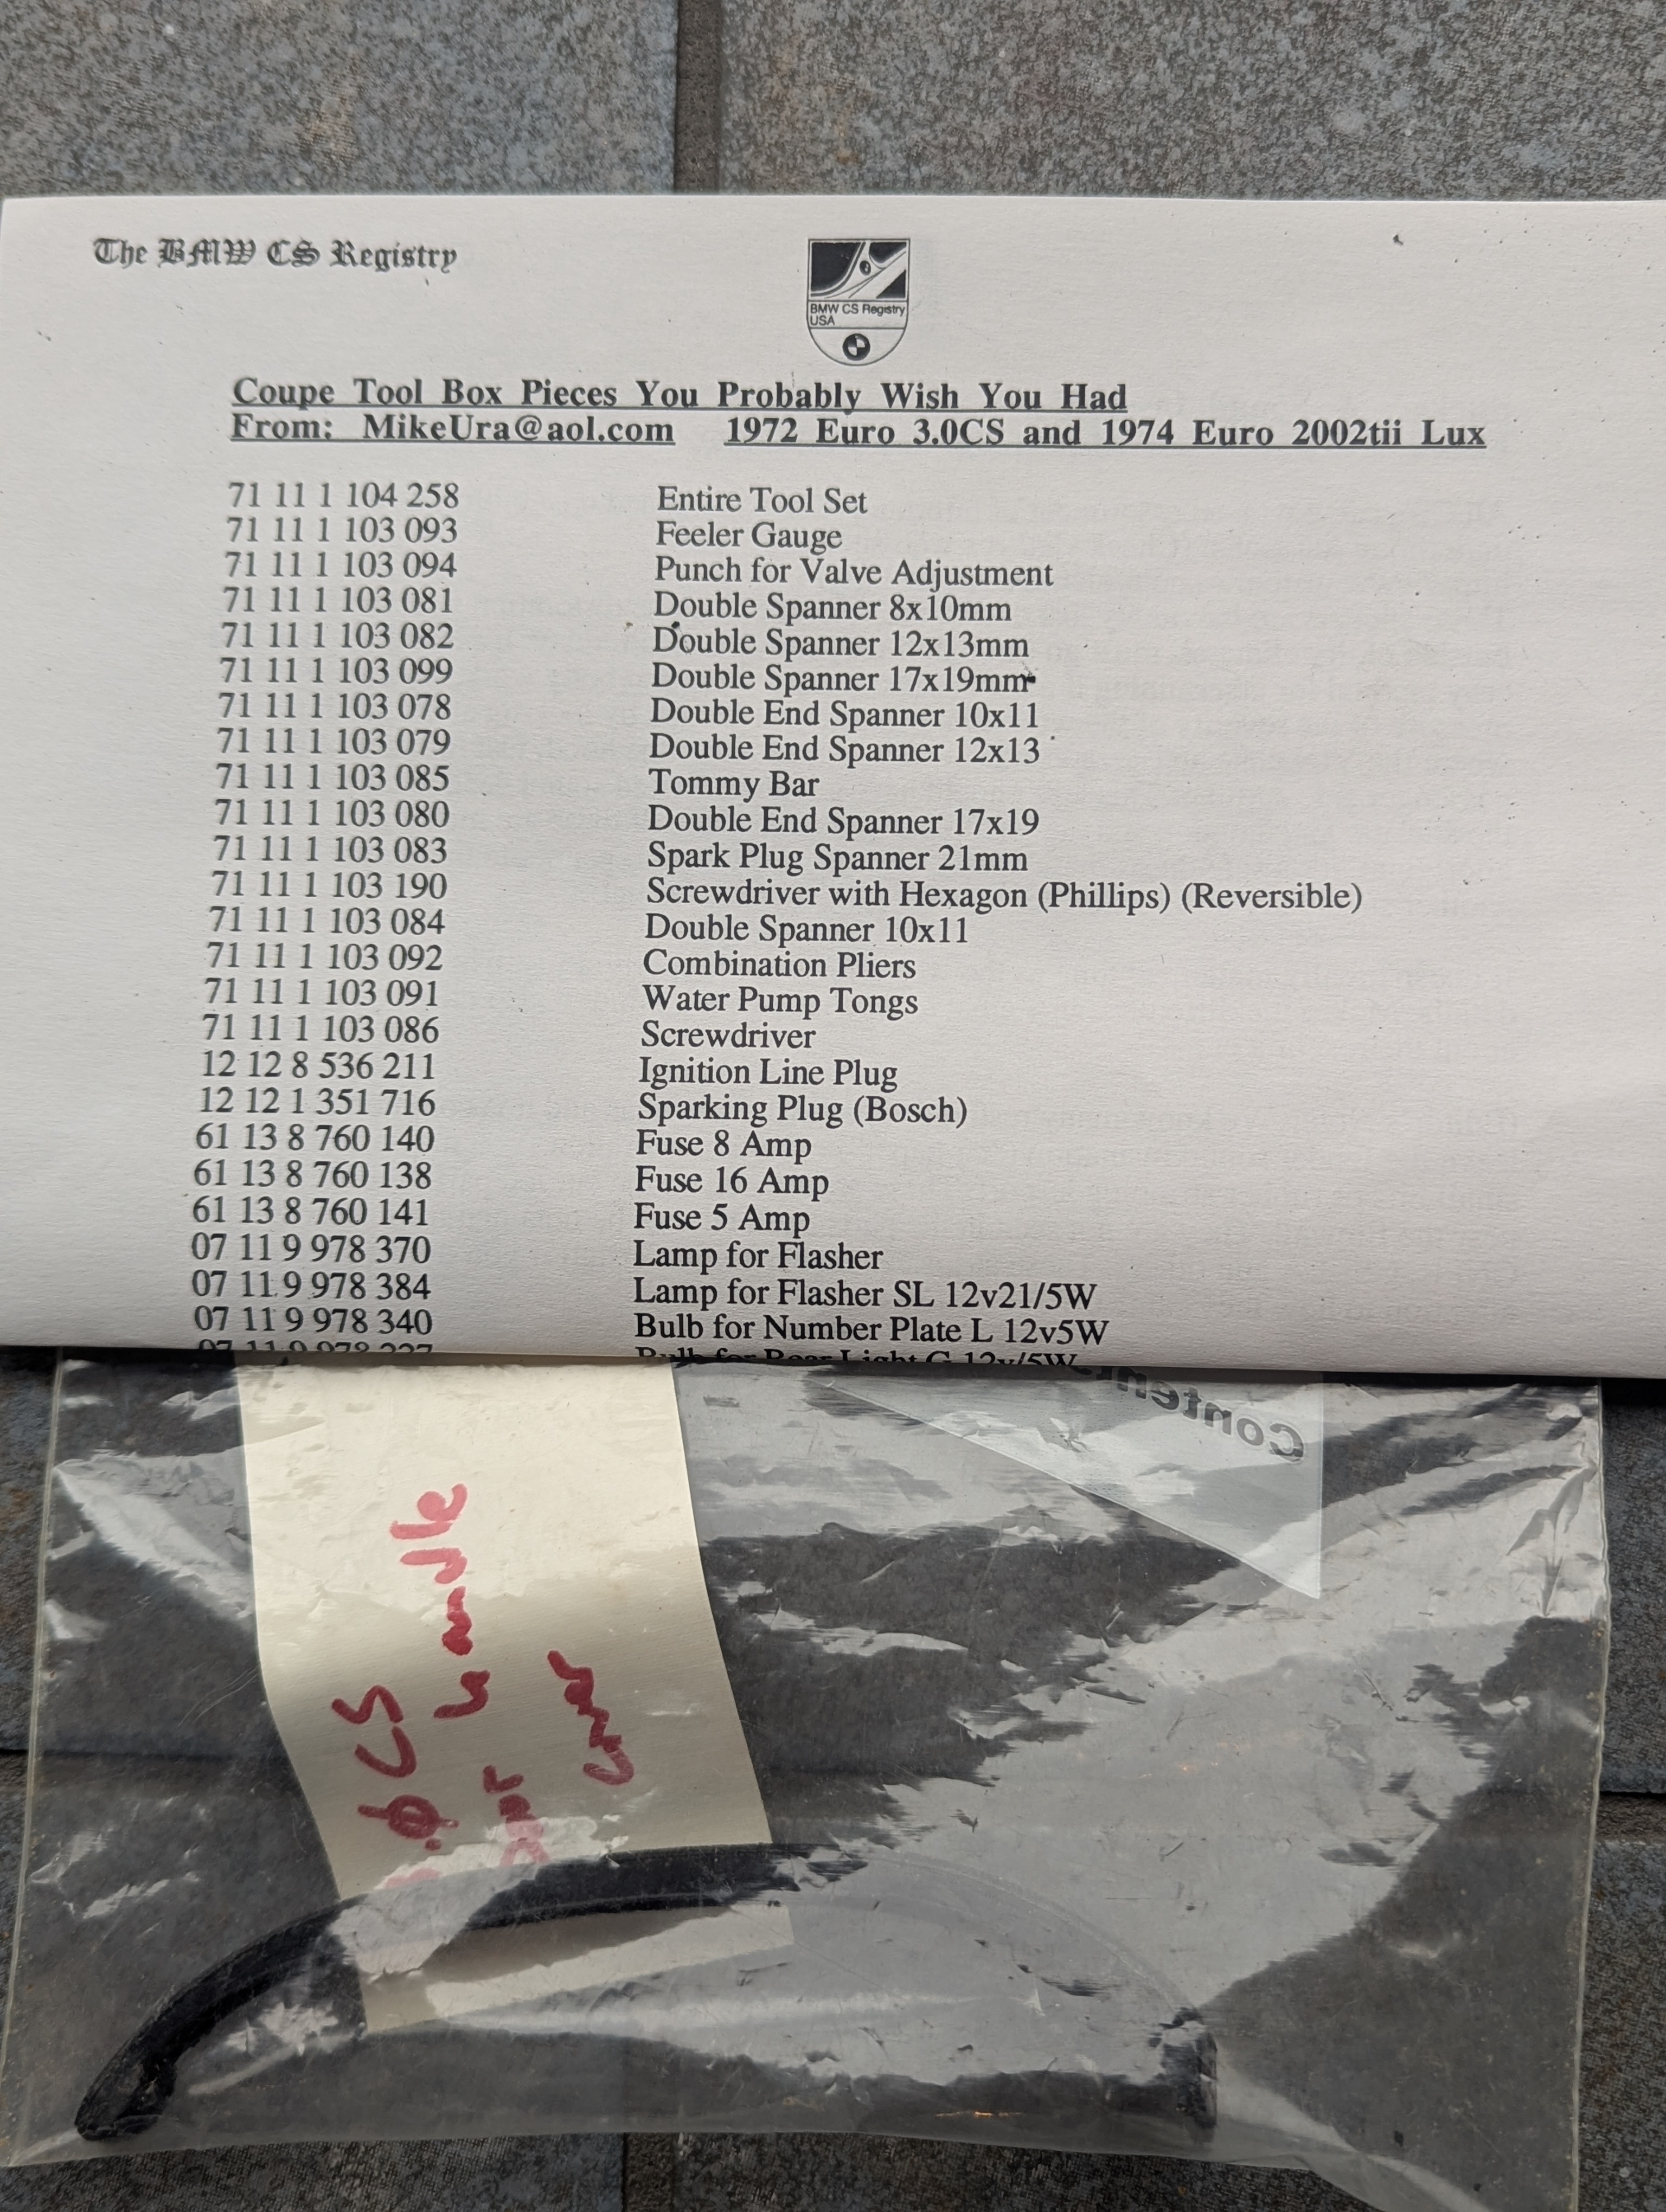 The BMW CS Registry
BMW CS Registry
USA
Coupe Tool Box Pieces You Probably Wish You Had
From: MikeUra@aol.com 1972 Euro 3.0CS and 1974 Euro 2002tii Lux
71 11 1 104 258 Entire Tool Set
71 11 1 103 093 Feeler Gauge
71 11 1 103 094 Punch for Valve Adjustment
71 11 1 103 081 Double Spanner 8x10mm
71 11 1 103 082 Double Spanner 12x13mm
71 11 1 103 099 Double Spanner 17x19mm
71 11 1 103 078 Double End Spanner 10x11
71 11 1 103 079 Double End Spanner 12x13
71 11 1 103 085 Tommy Bar
71 11 1 103 080 Double End Spanner 17x19
71 11 1 103 083 Spark Plug Spanner 21mm
71 11 1 103 190 Screwdriver with Hexagon (Phillips) (Reversible)
71 11 1 103 084 Double Spanner 10x11
71 11 1 103 092 Combination Pliers
71 11 1 103 091 Water Pump Tongs
71 11 1 103 086 Screwdriver
12 12 8 536 211 Ignition Line Plug
12 12 1 351 716 Sparking Plug (Bosch)
61 13 8 760 140 Fuse 8 Amp
61 13 8 760 138 Fuse 16 Amp
61 13 8 760 141 Fuse 5 Amp
07 11 9 978 370 Lamp for Flasher
07 11 9 978 384 Lamp for Flasher SL 12v21/5W
07 11 9 978 340 Bulb for Number Plate L 12v5W
Bulb for Rear Light G 12v/5W
CS
handle
cover